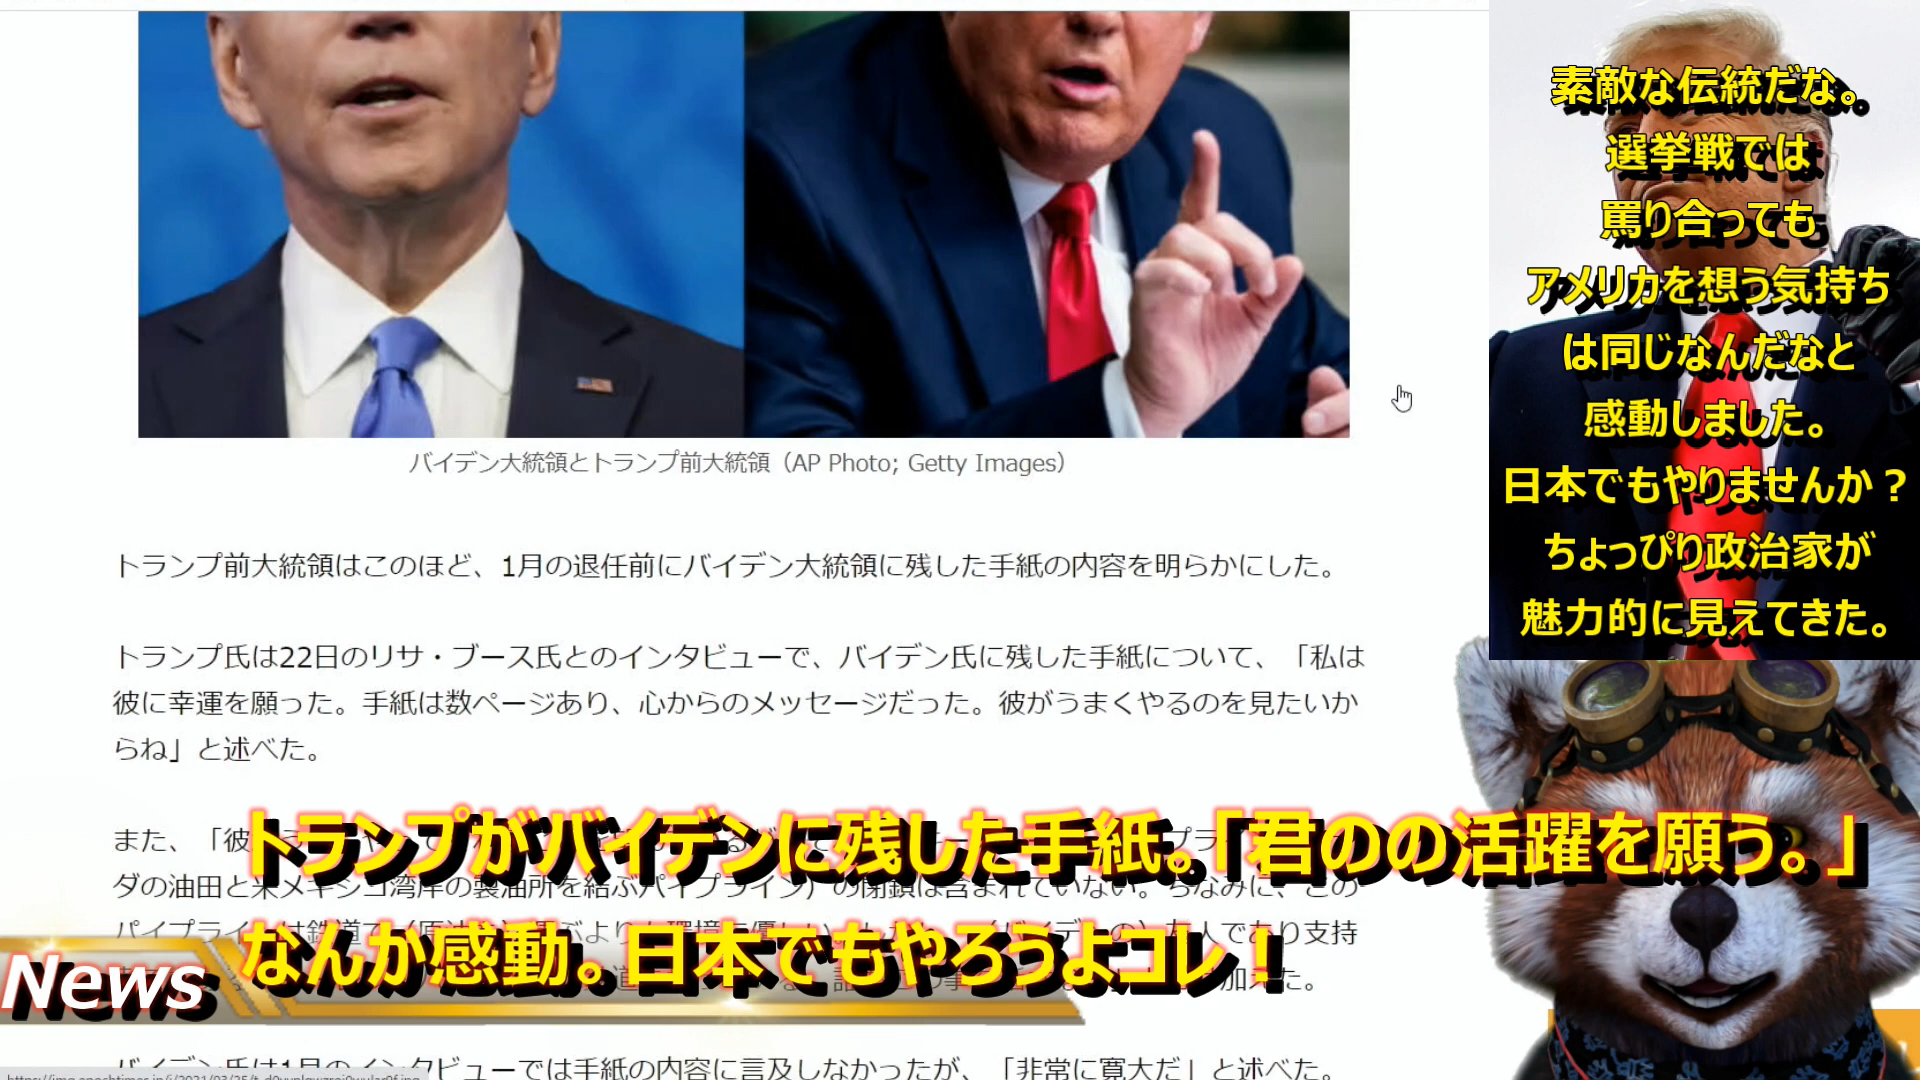 素敵な伝統だな。
選挙戦では
罵り合っても
アメリカを想う気持ち
は同じなんだなと
感動しました。
日本でもやりませんか？
ちょっぴり政治家が
魅力的に見えてきた。
バイデン大統領とトランプ前大統領（AP Photo; Getty Images）
トランプ前大統領はこのほど、1月の退任前にバイデン大統領に残した手紙の内容を明らかにした。
トランプ氏は22日のリサ・ブース氏とのインタビューで、バイデン氏に残した手紙について、「私は
彼に幸運を願った。手紙は数ページあり、心からのメッセージだった。彼がうまくやるのを見たいか
らね」と述べた。
また、「彼
トランプがバイデンに残した手紙。「君のの活躍を願う。」
ダの油田と米メキシコ湾岸の製油所を結ぶパイプライン）の閉鎖は含まれていない。ちなみに、この
パイプライ
人であり支持
なんか感動。日本でもやろうよコレ！
加えた。
News
バイデン氏は1月のインタビューでは手紙の内容に言及しなかったが、「非常に寛大だ」と述べた。